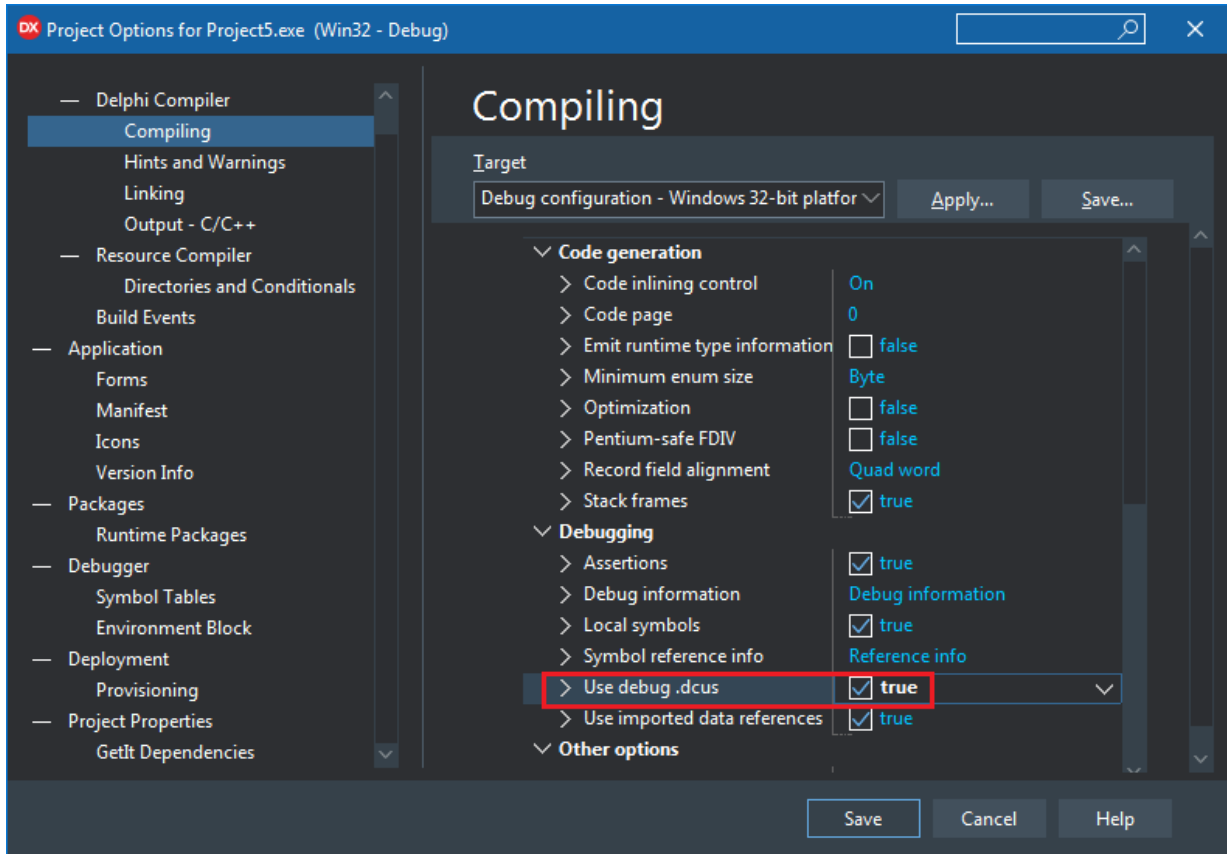 DX Project Options for Project5.exe (Win32 - Debug)
Delphi Compiler
Compiling
Hints and Warnings
Linking
Output - C/C++
Resource Compiler
Directories and Conditionals
Build Events
Application
Forms
Manifest
Icons
Version Info
Packages
Runtime Packages
Debugger
Symbol Tables
Environment Block
Deployment
Provisioning
Project Properties
GetIt Dependencies
Compiling
Target
Debug configuration - Windows 32-bit platfor
Apply...
Save...
Code generation
Code inlining control On
Code page 0
Emit runtime type information false
Minimum enum size Byte
Optimization false
Pentium-safe FDIV false
Record field alignment Quad word
Stack frames true
Debugging
Assertions true
Debug information Debug information
Local symbols true
Symbol reference info Reference info
Use debug .dcus true
Use imported data references true
Other options
Save
Cancel
Help